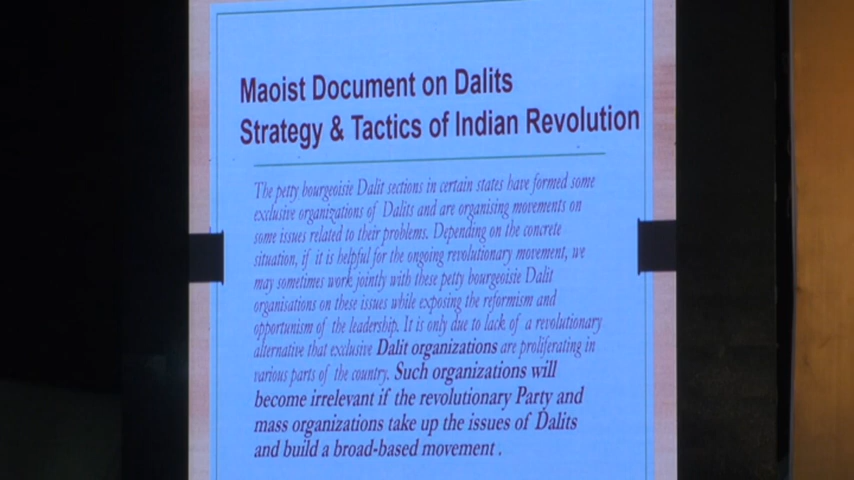 Maoist Document on Dalits
Strategy & Tactics of Indian Revolution
The petty bourgeoisie Dalit sections in certain states have formed some
exclusive organizations of Dalits and are organising movements on
some issues related to their problems. Depending on the concrete
situation, if it is helpful for the ongoing revolutionary movement, we
may sometimes work jointly with these petty bourgeoisie Dalit
organisations on these issues while exposing the reformism and
opportunism of the leadership. It is only due to lack of a revolutionary
alternative that exclusive Dalit organizations are proliferating in
various parts of the country. Such organizations will
become irrelevant if the revolutionary Party and
mass organizations take up the issues of Dalits
and build a broad-based movement .